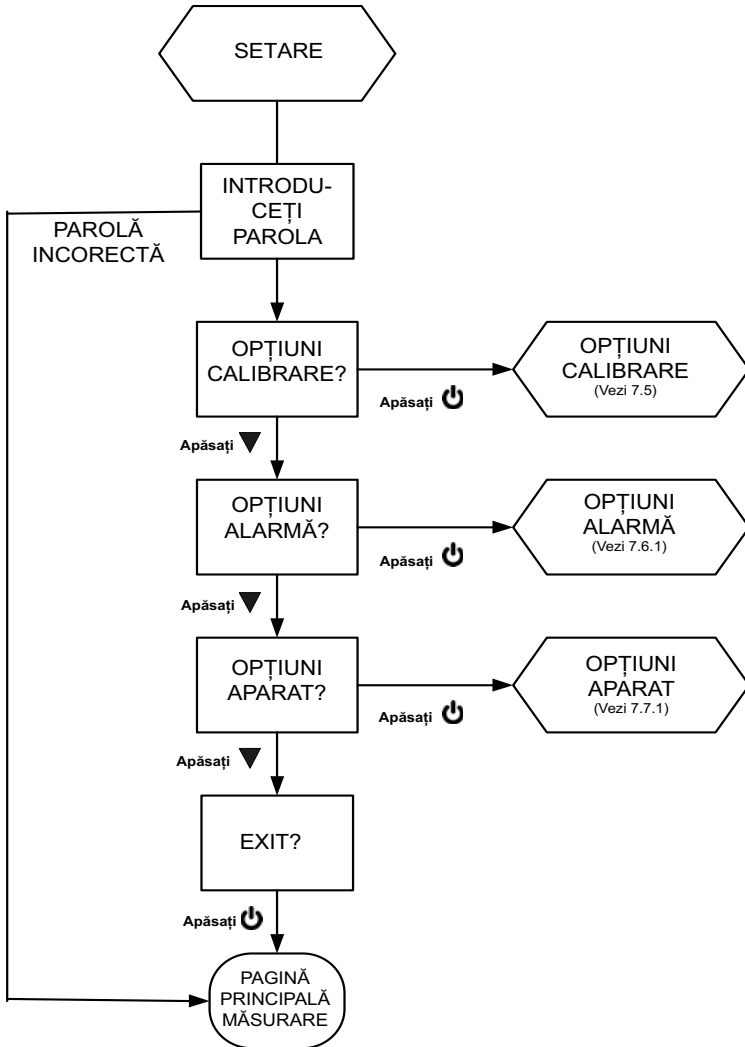 SETARE
INTRODU-
CEȚI
PAROLA
PAROLĂ
INCORECTĂ
OPȚIUNI
CALIBRARE?
Apăsați
OPȚIUNI
CALIBRARE
(Vezi 7.5)
Apăsați
OPȚIUNI
ALARMĂ?
Apăsați
OPȚIUNI
ALARMĂ
(Vezi 7.6.1)
Apăsați
OPȚIUNI
APARAT?
Apăsați
OPȚIUNI
APARAT
(Vezi 7.7.1)
Apăsați
EXIT?
Apăsați
PAGINĂ
PRINCIPALĂ
MĂSURARE